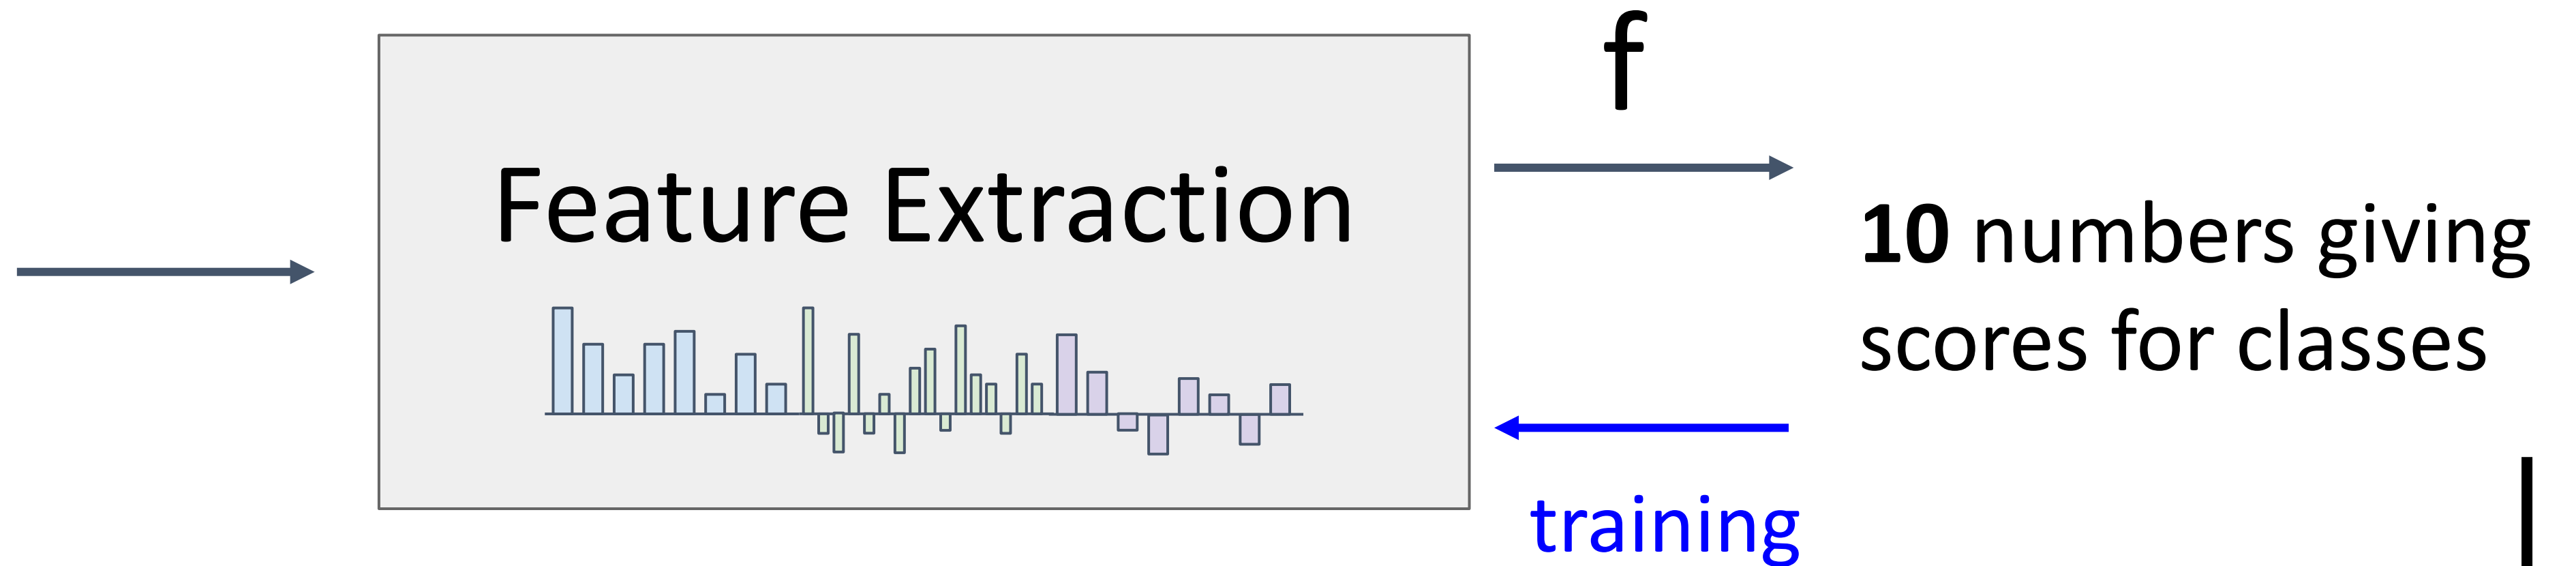 f
Feature Extraction
10 numbers giving
scores for classes
training